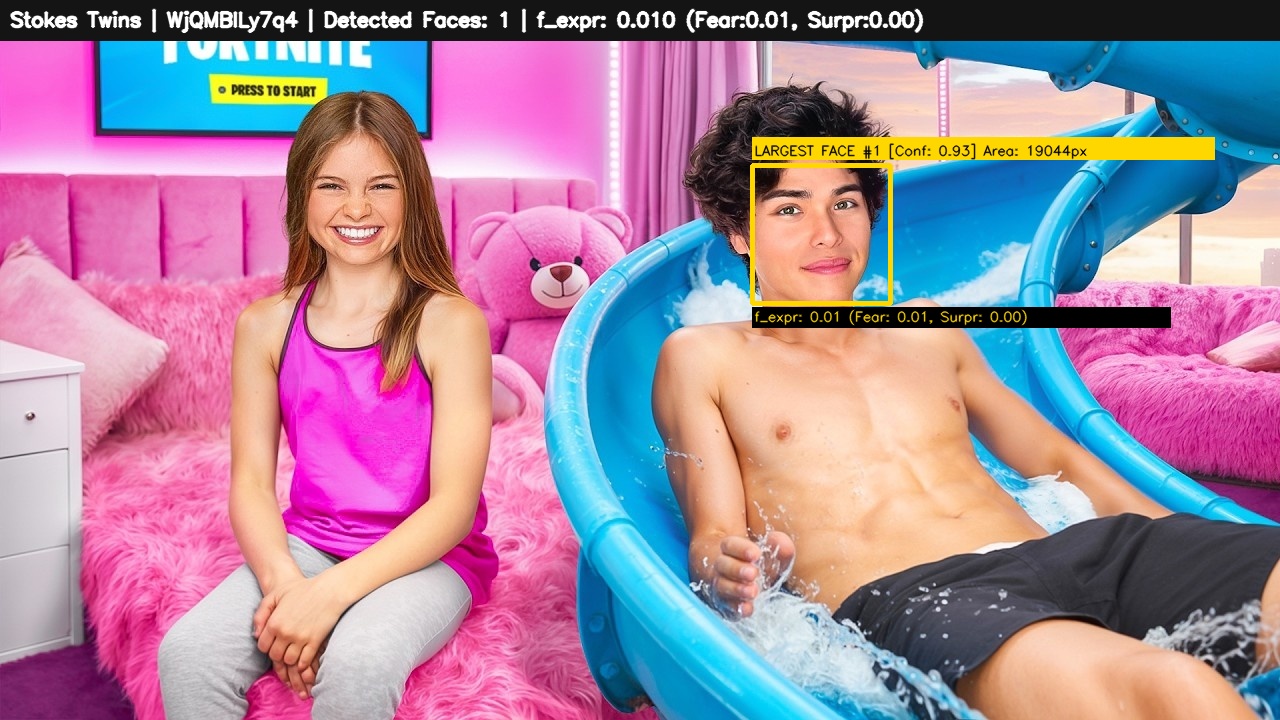 Stokes Twins | WjQMBILy7q4 | Detected Faces: 1 | f_expr: 0.010 (Fear:0.01, Surpr:0.00)
FORTNITE
PRESS TO START
LARGEST FACE #1 [Conf: 0.93] Area: 19044px
f_expr: 0.01 (Fear: 0.01, Surpr: 0.00)